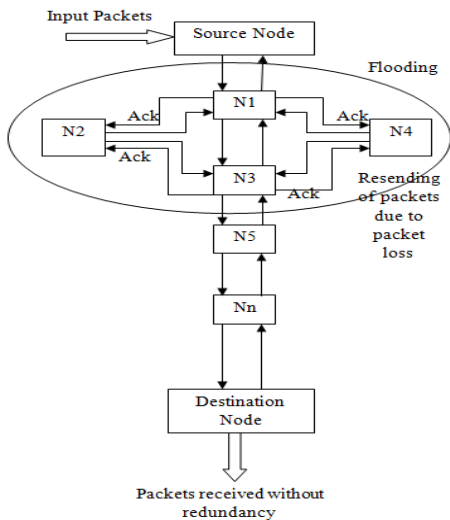 Input Packets
Source Node
Flooding
N1
Ack
Ack
N2
N4
Ack
N3
Ack
Resending
of packets
due to
packet
loss
N5
Nn
Destination
Node
Packets received without
redundancy